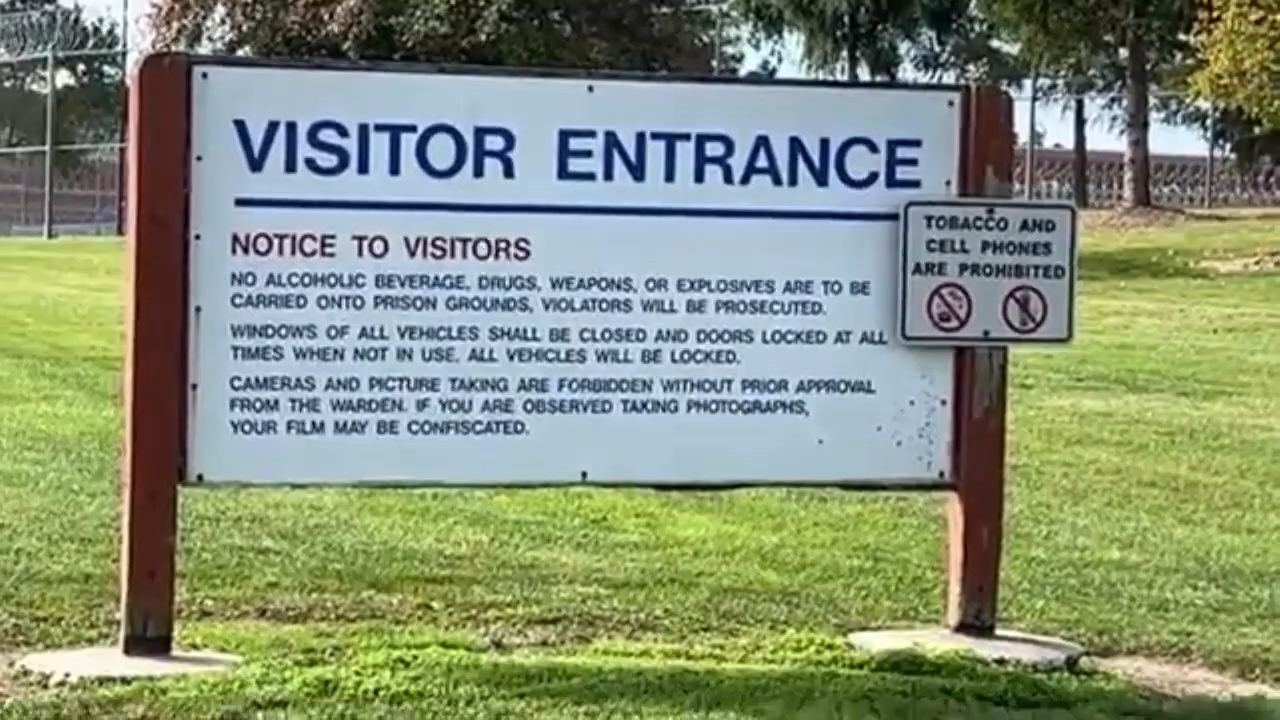 VISITOR ENTRANCE
NOTICE TO VISITORS
NO ALCOHOLIC BEVERAGE, DRUGS, WEAPONS, OR EXPLOSIVES ARE TO BE
CARRIED ONTO PRISON GROUNDS, VIOLATORS WILL BE PROSECUTED.
WINDOWS OF ALL VEHICLES SHALL BE CLOSED AND DOORS LOCKED AT ALL
TIMES WHEN NOT IN USE. ALL VEHICLES WILL BE LOCKED.
CAMERAS AND PICTURE TAKING ARE FORBIDDEN WITHOUT PRIOR APPROVAL
FROM THE WARDEN. IF YOU ARE OBSERVED TAKING PHOTOGRAPHS,
YOUR FILM MAY BE CONFISCATED.
TOBACCO AND
CELL PHONES
ARE PROHIBITED